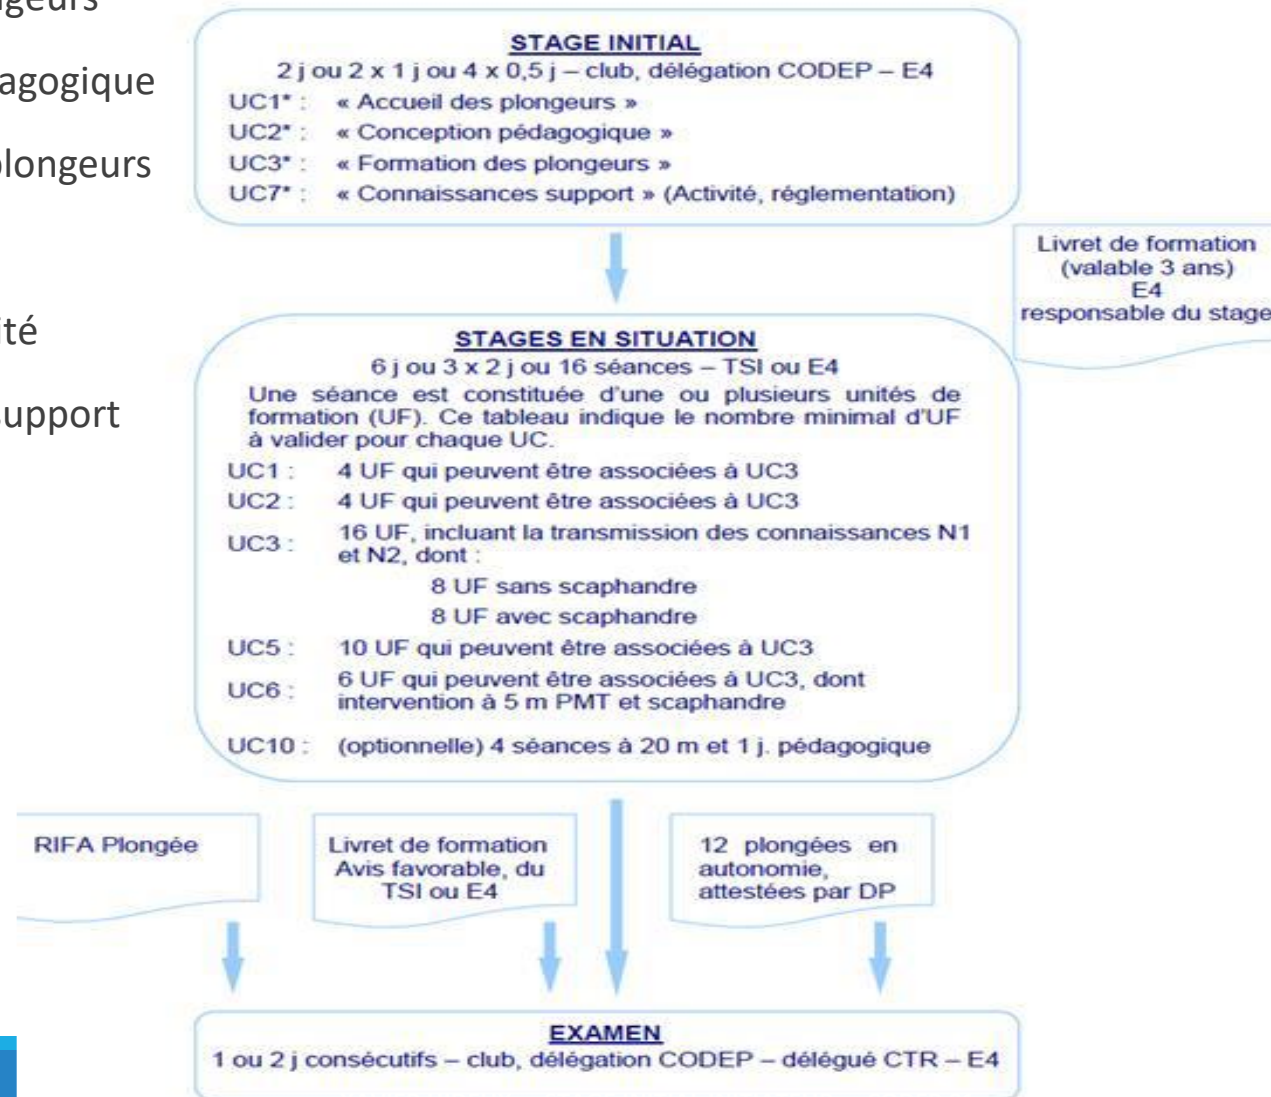 ngeurs
agogique
plongeurs
ité
support
STAGE INITIAL
2 j ou 2 x 1 j ou 4 x 0,5 j – club, délégation CODEP – E4
UC1* : « Accueil des plongeurs »
UC2* : « Conception pédagogique »
UC3* : « Formation des plongeurs »
UC7* : « Connaissances support » (Activité, réglementation)
Livret de formation
(valable 3 ans)
E4
responsable du stage
STAGES EN SITUATION
6 j ou 3 x 2 j ou 16 séances – TSI ou E4
Une séance est constituée d'une ou plusieurs unités de
formation (UF). Ce tableau indique le nombre minimal d'UF
à valider pour chaque UC.
UC1 : 4 UF qui peuvent être associées à UC3
UC2 : 4 UF qui peuvent être associées à UC3
UC3 : 16 UF, incluant la transmission des connaissances N1
et N2, dont :
8 UF sans scaphandre
8 UF avec scaphandre
UC5 : 10 UF qui peuvent être associées à UC3
UC6 : 6 UF qui peuvent être associées à UC3, dont
intervention à 5 m PMT et scaphandre
UC10 : (optionnelle) 4 séances à 20 m et 1 j. pédagogique
RIFA Plongée
Livret de formation
Avis favorable, du
TSI ou E4
12 plongées en
autonomie,
attestées par DP
EXAMEN
1 ou 2 j consécutifs – club, délégation CODEP – délégué CTR – E4